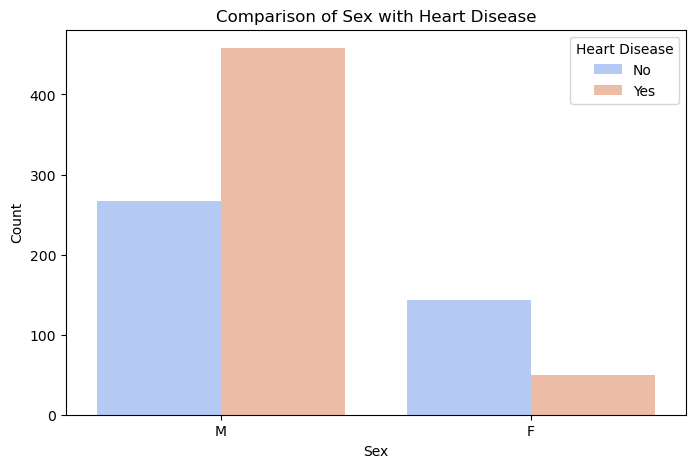 Comparison of Sex with Heart Disease
Heart Disease
No
Yes
Count
400
300
200
100
0
M
F
Sex